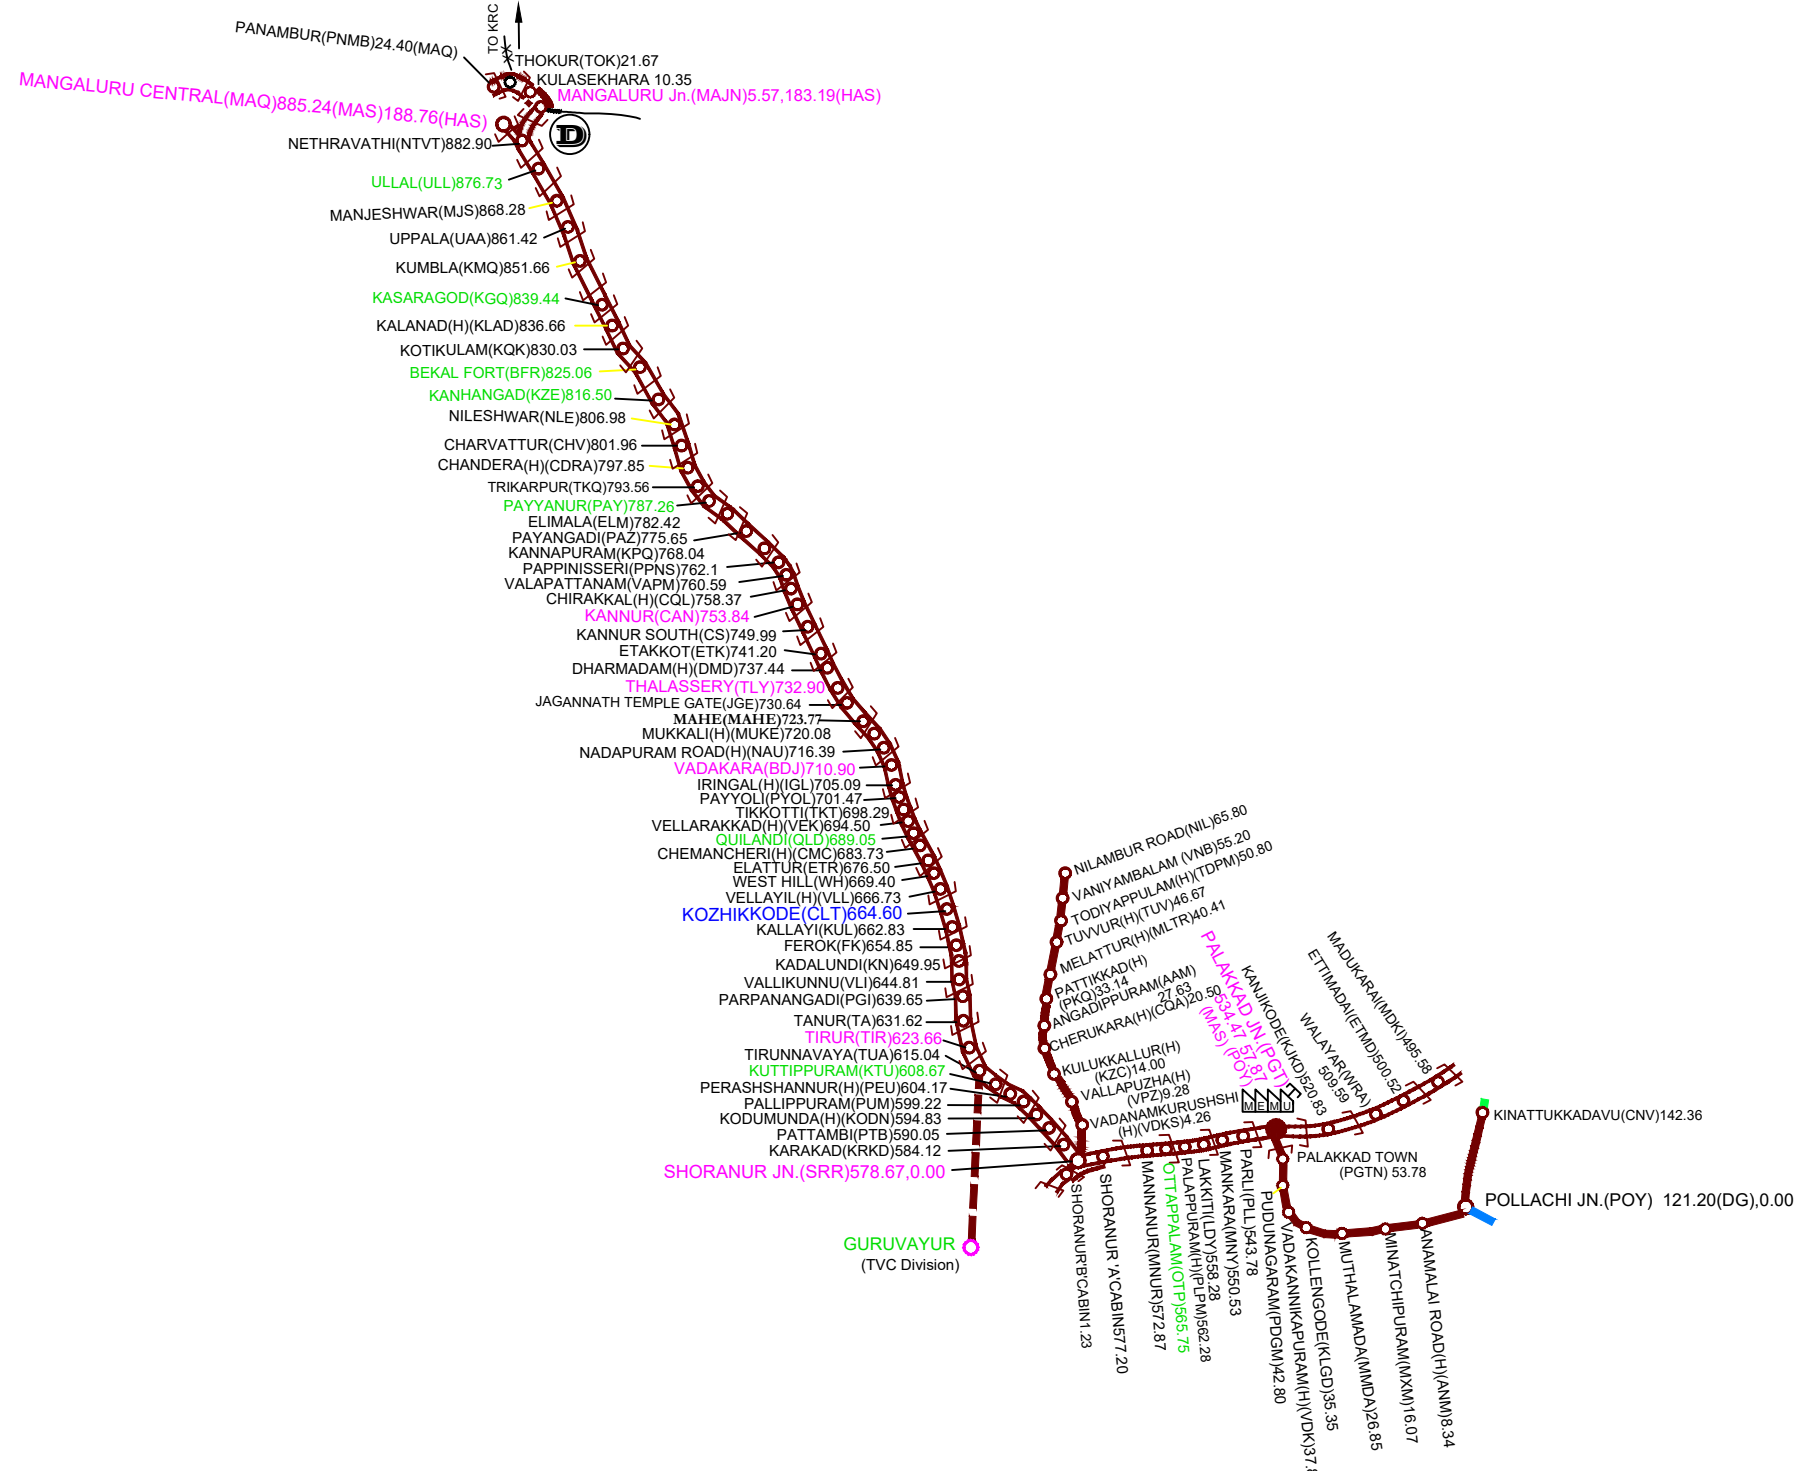 TO KRC
PANAMBUR(PNMB)24.40(MAQ)
THOKUR(TOK)21.67
KULASEKHARA 10.35
MANGALURU Jn.(MAJN)5.57,183.19(HAS)
MANGALURU CENTRAL(MAQ)885.24(MAS)188.76(HAS)
D
NETHRAVATHI(NTVT)882.90
ULLAL(ULL)876.73
MANJESHWAR(MJS)868.28
UPPALA(UAA)861.42
KUMBLA(KMQ)851.66
KASARAGOD(KGQ)839.44
KALANAD(H)(KLAD)836.66
KOTIKULAM(KQK)830.03
BEKAL FORT(BFR)825.06
KANHANGAD(KZE)816.50
NILESHWAR(NLE)806.98
CHARVATTUR(CHV)801.96
CHANDERA(H)(CDRA)797.85
TRIKARPUR(TKQ)793.56
PAYYANUR(PAY)787.26
ELIMALA(ELM)782.42
PAYANGADI(PAZ)775.65
KANNAPURAM(KPQ)768.04
PAPPINISSERI(PPNS)762.1
VALAPATTANAM(VAPM)760.59
CHIRAKKAL(H)(CQL)758.37
KANNUR(CAN)753.84
KANNUR SOUTH(CS)749.99
ETAKKOT(ETK)741.20
DHARMADAM(H)(DMD)737.44
THALASSERY(TLY)732.90
JAGANNATH TEMPLE GATE(JGE)730.64
MAHE(MAHE)723.77
MUKKALI(H)(MUKE)720.08
NADAPURAM ROAD(H)(NAU)716.39
VADAKARA(BDJ)710.90
IRINGAL(H)(IGL)705.09
PAYYOLI(PYOL)701.47
TIKKOTTI(TKT)698.29
VELLARAKKAD(H)(VEK)694.50
QUILANDI(QLD)689.05
CHEMANCHERI(H)(CMC)683.73
ELATTUR(ETR)676.50
WEST HILL(WH)669.40
VELLAYIL(H)(VLL)666.73
KOZHIKKODE(CLT)664.60
KALLAYI(KUL)662.83
FEROK(FK)654.85
KADALUNDI(KN)649.95
VALLIKUNNU(VLI)644.81
PARPANANGADI(PGI)639.65
TANUR(TA)631.62
TIRUR(TIR)623.66
TIRUNNAVAYA(TUA)615.04
KUTTIPPURAM(KTU)608.67
PERASHSHANNUR(H)(PEU)604.17
PALLIPPURAM(PUM)599.22
KODUMUNDA(H)(KODN)594.83
PATTAMBI(PTB)590.05
KARAKAD(KRKD)584.12
SHORANUR JN.(SRR)578.67,0.00
GURUVAYUR
(TVC Division)
NILAMBUR ROAD(NIL)65.80
VANIYAMBALAM (VNB)55.20
TODIYAPPULAM(H)(TDPM)50.80
TUVVUR(H)(TUV)46.67
MELATTUR(H)(MLTR)40.41
PATTIKKAD(H)
(PKQ)33.14
ANGADIPPURAM(AAM)
27.63
CHERUKARA(H)(CQA)20.50
KULUKKALLUR(H)
(KZC)14.00
VALLAPUZHA(H)
(VPZ)9.28
VADANAMKURUSHSHI
(H)(VDKS)4.26
PALAKKAD JN.(PGT)
534.47 57.87
(MAS) (POY)
MEMU
KANJIKODE(KJKD)520.83
WALAYAR(WRA)
509.59
ETTIMADAI(ETMD)500.52
MADUKARAI(MDKI)495.58
SHORANUR'B'CABIN1.23
SHORANUR 'A'CABIN577.20
MANNANUR(MNUR)572.87
OTTAPPALAM(OTP)565.75
PALAPPURAM(H)(PLPM)562.28
LAKKITI(LDY)558.28
MANKARA(MNY)550.53
PARLI(PLL)543.78
PALAKKAD TOWN
(PGTN) 53.78
PUDUNAGARAM(PDGM)42.80
VADAKANNIKAPURAM(H)(VDK)37.8
KOLLENGODE(KLGD)35.35
MUTHALAMADA(MMDA)26.85
MINATCHIPURAM(MXM)16.07
ANAMALAI ROAD(H)(ANM)8.34
POLLACHI JN.(POY) 121.20(DG),0.00
KINATTUKKADAVU(CNV)142.36